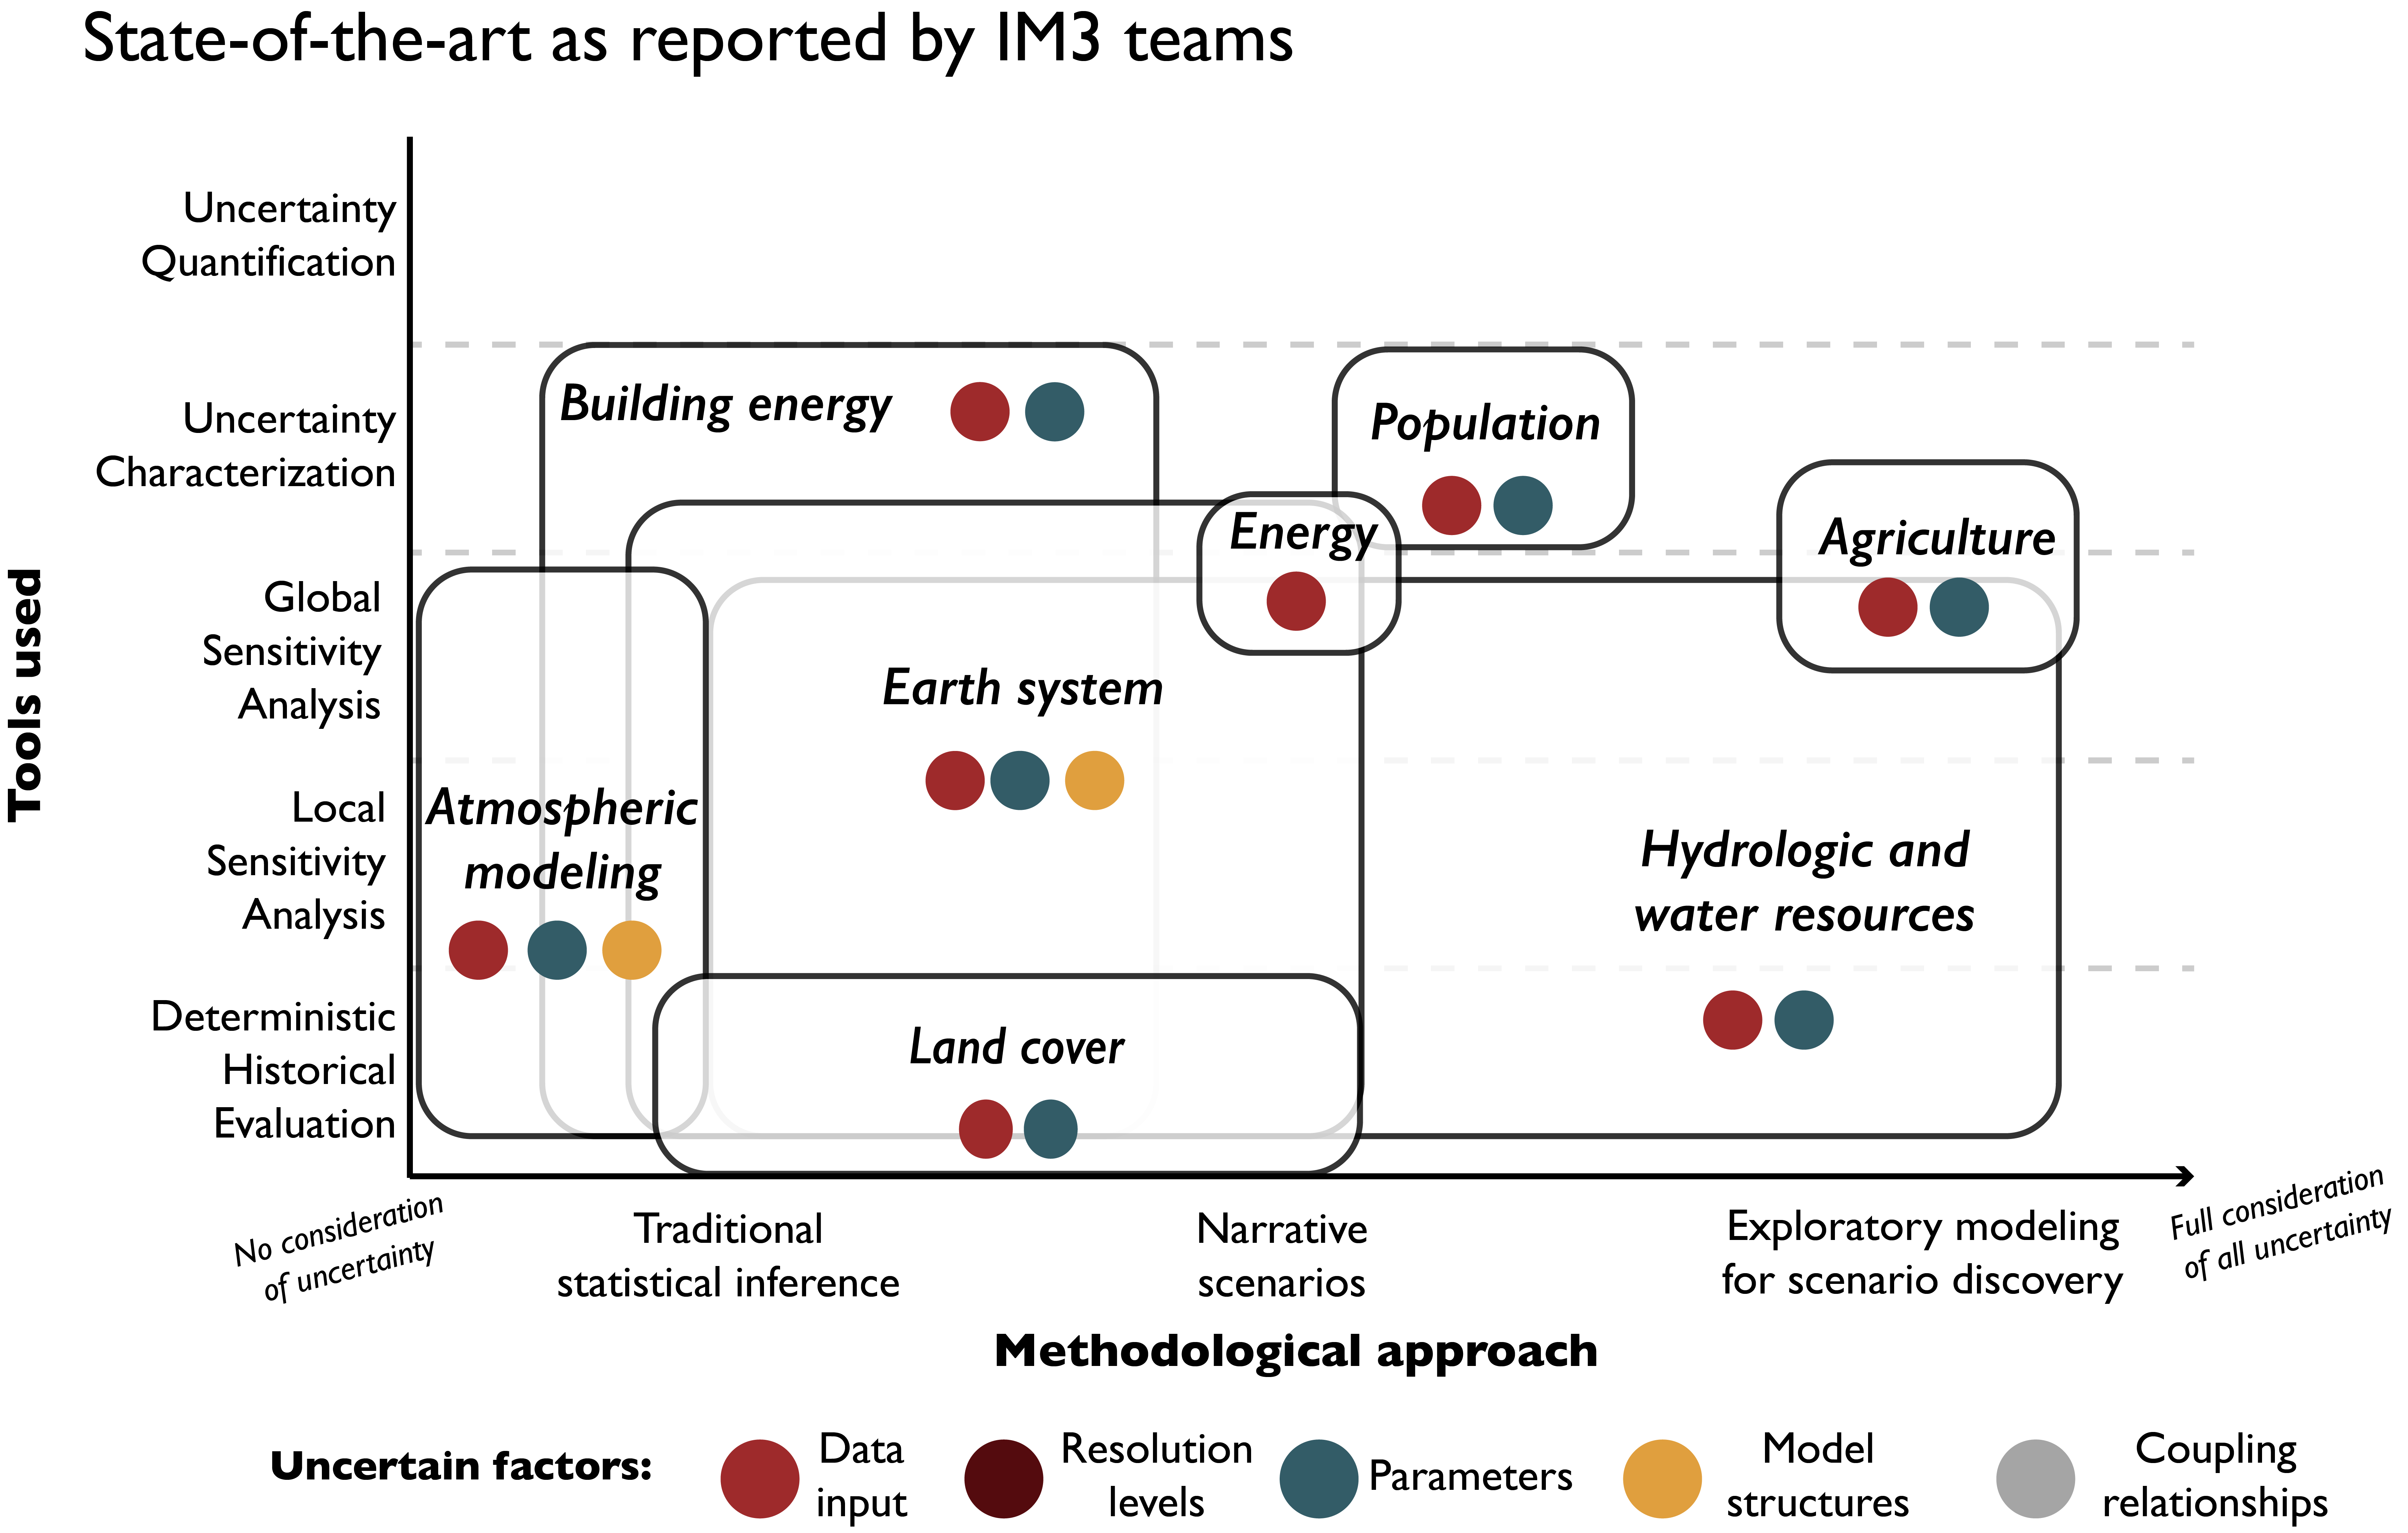 State-of-the-art as reported by IM3 teams
Tools used
Uncertainty
Quantification
Uncertainty
Characterization
Global
Sensitivity
Analysis
Local
Sensitivity
Analysis
Deterministic
Historical
Evaluation
Building energy
Population
Energy
Agriculture
Earth system
Atmospheric
modeling
Hydrologic and
water resources
Land cover
No consideration
of uncertainty
Traditional
statistical inference
Narrative
scenarios
Exploratory modeling
for scenario discovery
Full consideration
of all uncertainty
Methodological approach
Uncertain factors:
Data
input
Resolution
levels
Parameters
Model
structures
Coupling
relationships